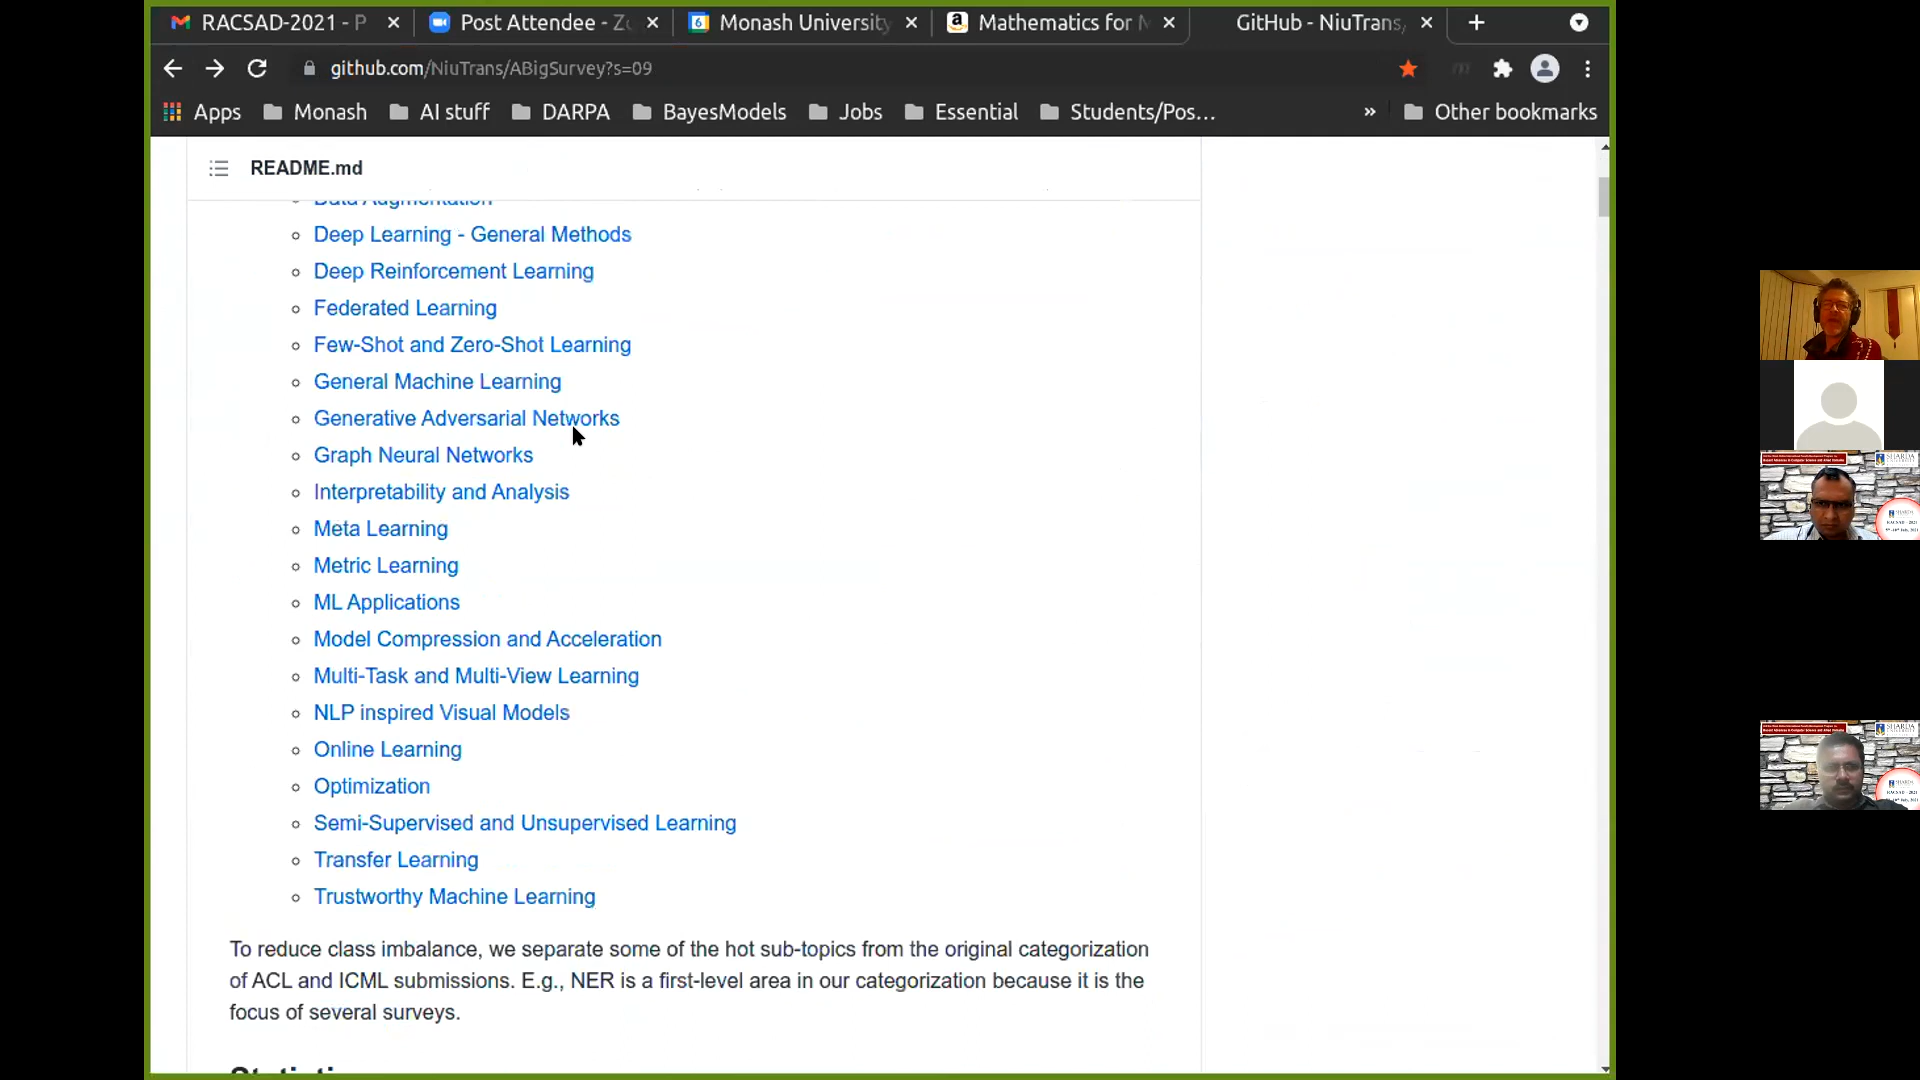 RACSAD-2021 - P
Post Attendee - Zo
Monash University
Mathematics for M
GitHub - NiuTrans/
github.com/NiuTrans/ABigSurvey?s=09
Apps
Monash
AI stuff
DARPA
BayesModels
Jobs
Essential
Students/Pos...
»
Other bookmarks
README.md
Data Augmentation
Deep Learning - General Methods
Deep Reinforcement Learning
Federated Learning
Few-Shot and Zero-Shot Learning
General Machine Learning
Generative Adversarial Networks
Graph Neural Networks
Interpretability and Analysis
Meta Learning
Metric Learning
ML Applications
Model Compression and Acceleration
Multi-Task and Multi-View Learning
NLP inspired Visual Models
Online Learning
Optimization
Semi-Supervised and Unsupervised Learning
Transfer Learning
Trustworthy Machine Learning
To reduce class imbalance, we separate some of the hot sub-topics from the original categorization
of ACL and ICML submissions. E.g., NER is a first-level area in our categorization because it is the
focus of several surveys.
SHARDA
SHARDA